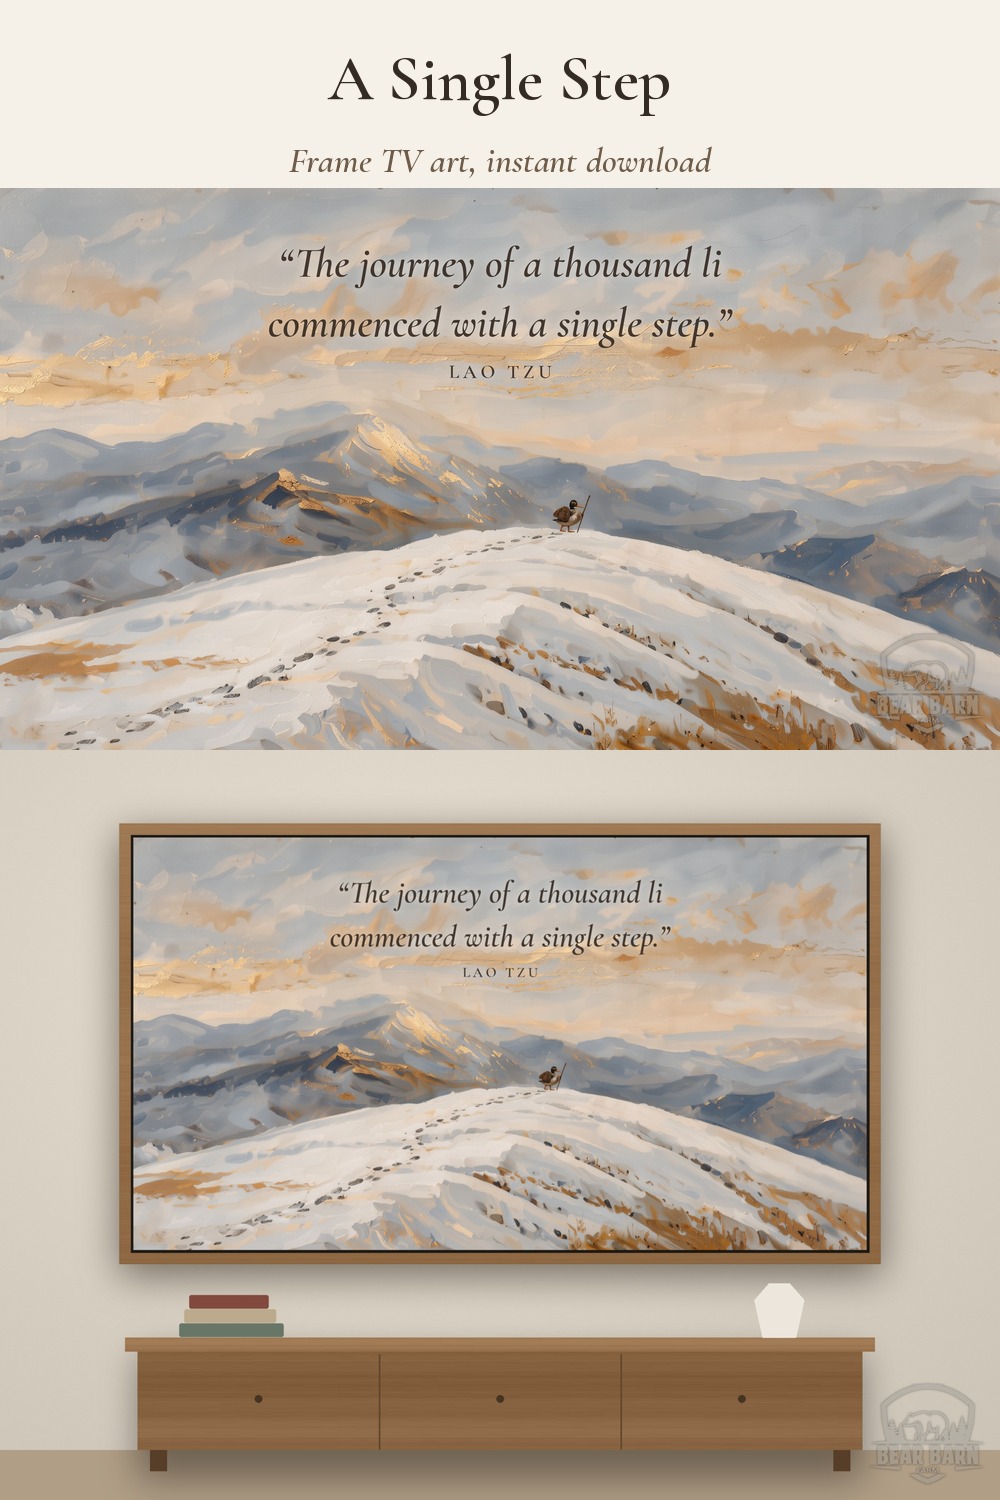 A Single Step
Frame TV art, instant download
“The journey of a thousand li
commenced with a single step.”
LAO TZU
BEAR BARN
“The journey of a thousand li
commenced with a single step.”
LAO TZU
BEAR BARN